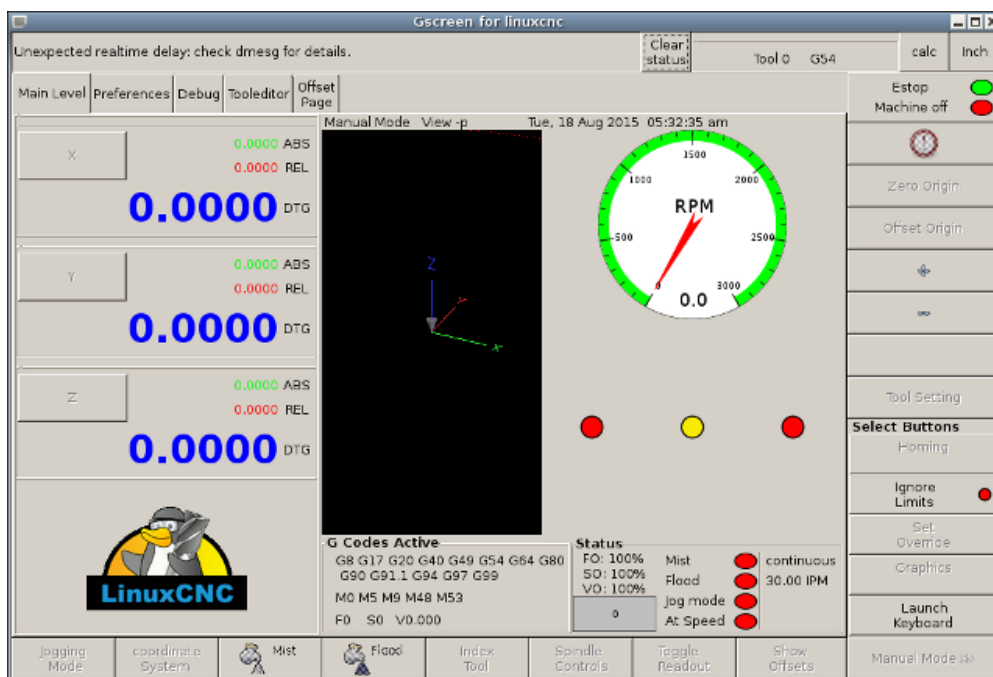 Gscreen for linuxcnc
Unexpected realtime delay: check dmesg for details.
Clear
status
Tool 0 G54
calc
Inch
Main Level
Preferences
Debug
Tooleditor
Offset
Page
Estop
Machine off
Manual Mode View -p Tue, 18 Aug 2015 05:32:35 am
X
0.0000 ABS
0.0000 REL
0.0000 DTG
Y
0.0000 ABS
0.0000 REL
0.0000 DTG
Z
0.0000 ABS
0.0000 REL
0.0000 DTG
LinuxCNC
Z
Y
X
1500
1000
2000
RPM
500
2500
0
3000
0.0
G Codes Active
G8 G17 G20 G40 G49 G54 G64 G80
G90 G91.1 G94 G97 G99
M0 M5 M9 M48 M53
F0 S0 V0.000
Status
FO: 100%
SO: 100%
VO: 100%
0
Mist
Flood
Jog mode
At Speed
continuous
30.00 IPM
Zero Origin
Offset Origin
Tool Setting
Select Buttons
Homing
Ignore
Limits
Set
Override
Graphics
Launch
Keyboard
Manual Mode
Jogging
Mode
coordinate
System
Mist
Flood
Index
Tool
Spindle
Controls
Toggle
Readout
Show
Offsets